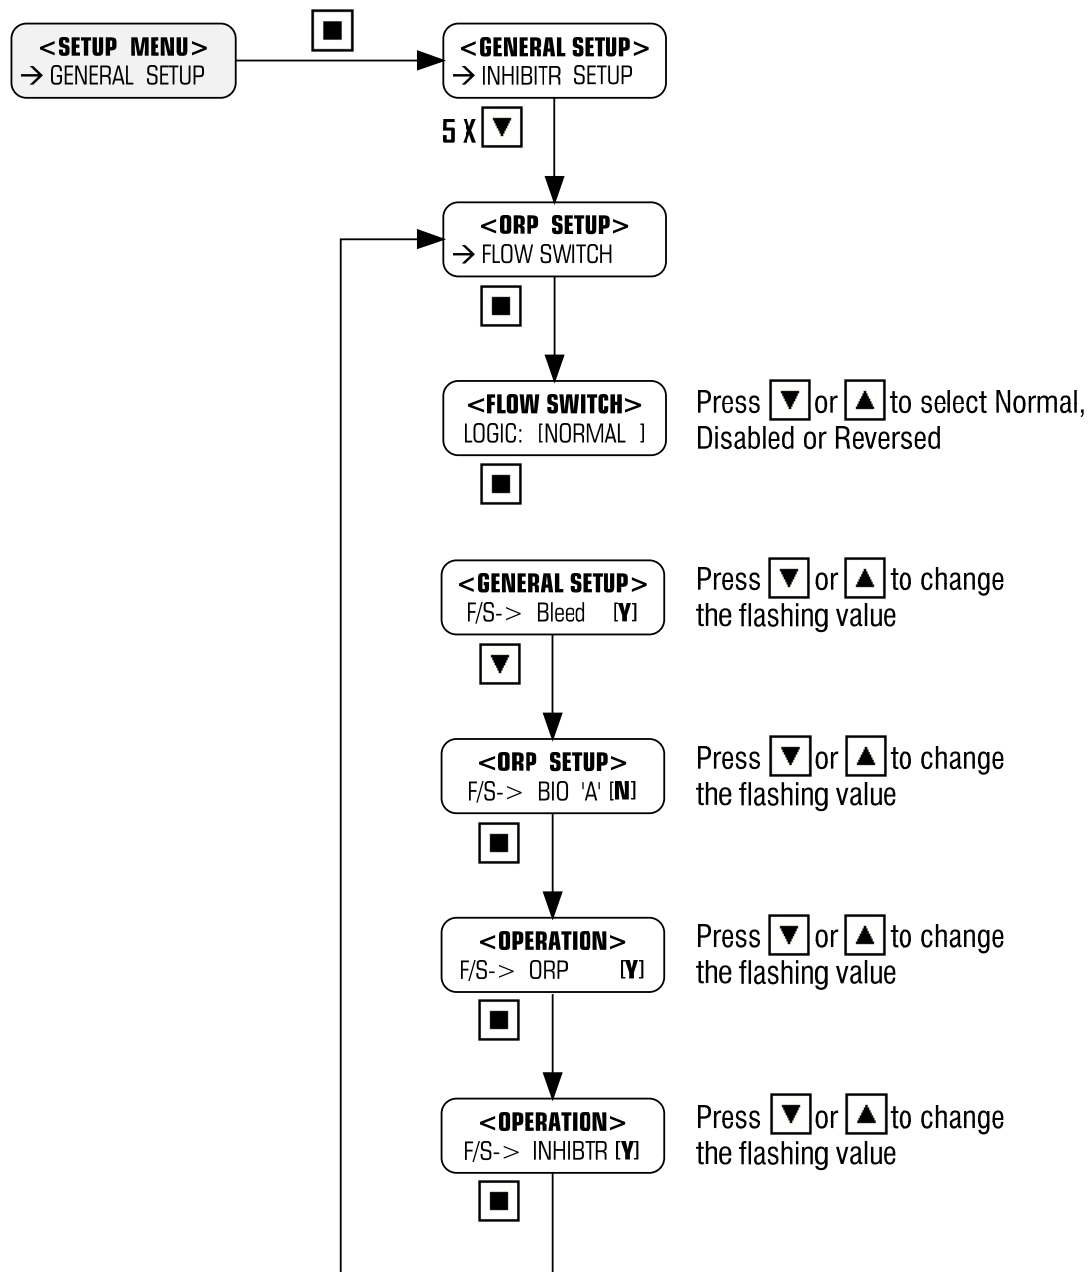 <SETUP MENU>
→ GENERAL SETUP
<GENERAL SETUP>
→ INHIBITR SETUP
5 X ▼
<ORP SETUP>
→ FLOW SWITCH
<FLOW SWITCH>
LOGIC: [NORMAL ]
Press ▼ or ▲ to select Normal,
Disabled or Reversed
<GENERAL SETUP>
F/S-> Bleed [Y]
Press ▼ or ▲ to change
the flashing value
<ORP SETUP>
F/S-> BIO 'A' [N]
Press ▼ or ▲ to change
the flashing value
<OPERATION>
F/S-> ORP [Y]
Press ▼ or ▲ to change
the flashing value
<OPERATION>
F/S-> INHIBTR [Y]
Press ▼ or ▲ to change
the flashing value